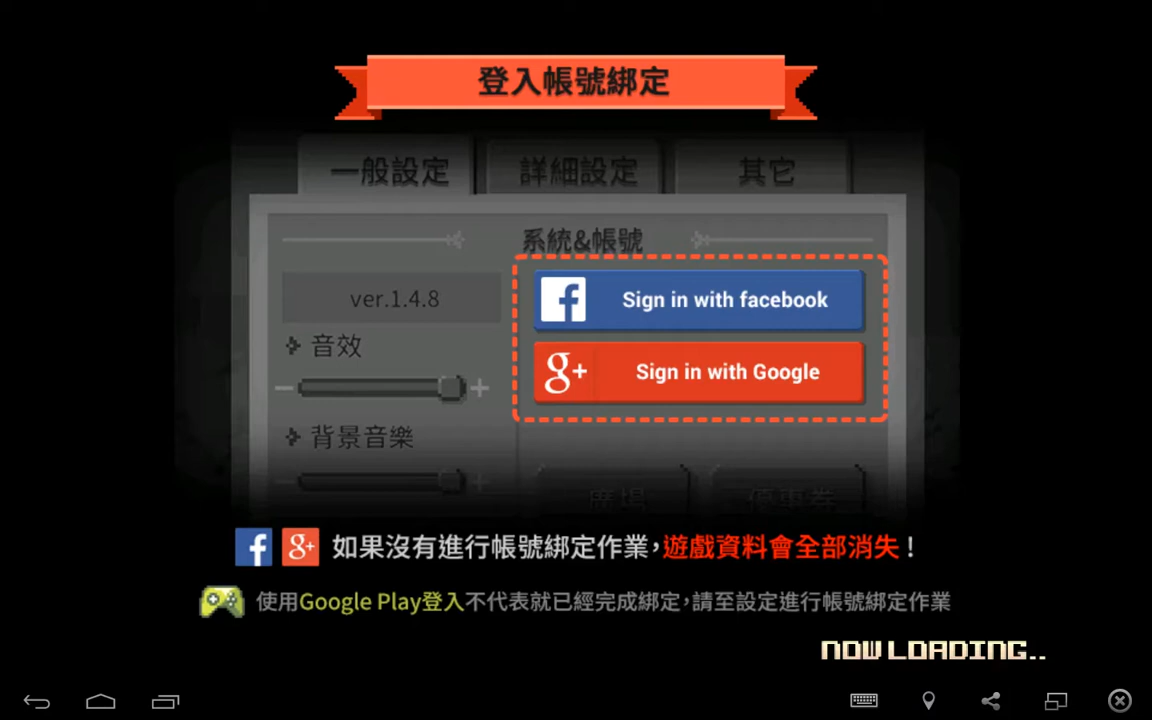 登入帳號綁定
一般設定 詳細設定 其它
系統&帳號
ver.1.4.8
Sign in with facebook
音效
Sign in with Google
背景音樂
廣場 優惠券
如果沒有進行帳號綁定作業,遊戲資料會全部消失!
使用Google Play登入不代表就已經完成綁定,請至設定進行帳號綁定作業
NOW LOADING..